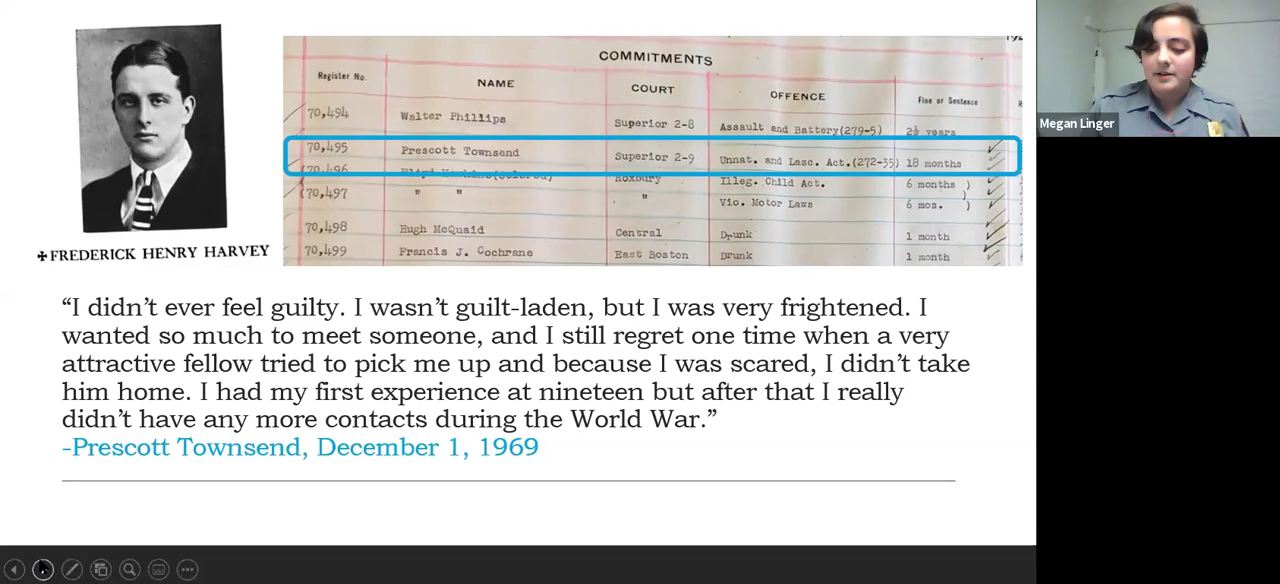 COMMITMENTS
Register No.
NAME
COURT
OFFENCE
Fine or Sentence
70,494 Walter Phillips Superior 2-8 Assault and Battery(279-5) 2½ years
70,495 Prescott Townsend Superior 2-9 Unnat. and Lasc. Act.(272-35) 18 months
70,496 Roxbury Illeg. Child Act. 6 months )
70,497 " " " Vio. Motor Laws 6 mos. )
70,498 Hugh McQuaid Central Drunk 1 month
70,499 Francis J. Cochrane East Boston Drunk 1 month
✠FREDERICK HENRY HARVEY
“I didn’t ever feel guilty. I wasn’t guilt-laden, but I was very frightened. I
wanted so much to meet someone, and I still regret one time when a very
attractive fellow tried to pick me up and because I was scared, I didn’t take
him home. I had my first experience at nineteen but after that I really
didn’t have any more contacts during the World War.”
-Prescott Townsend, December 1, 1969
Megan Linger